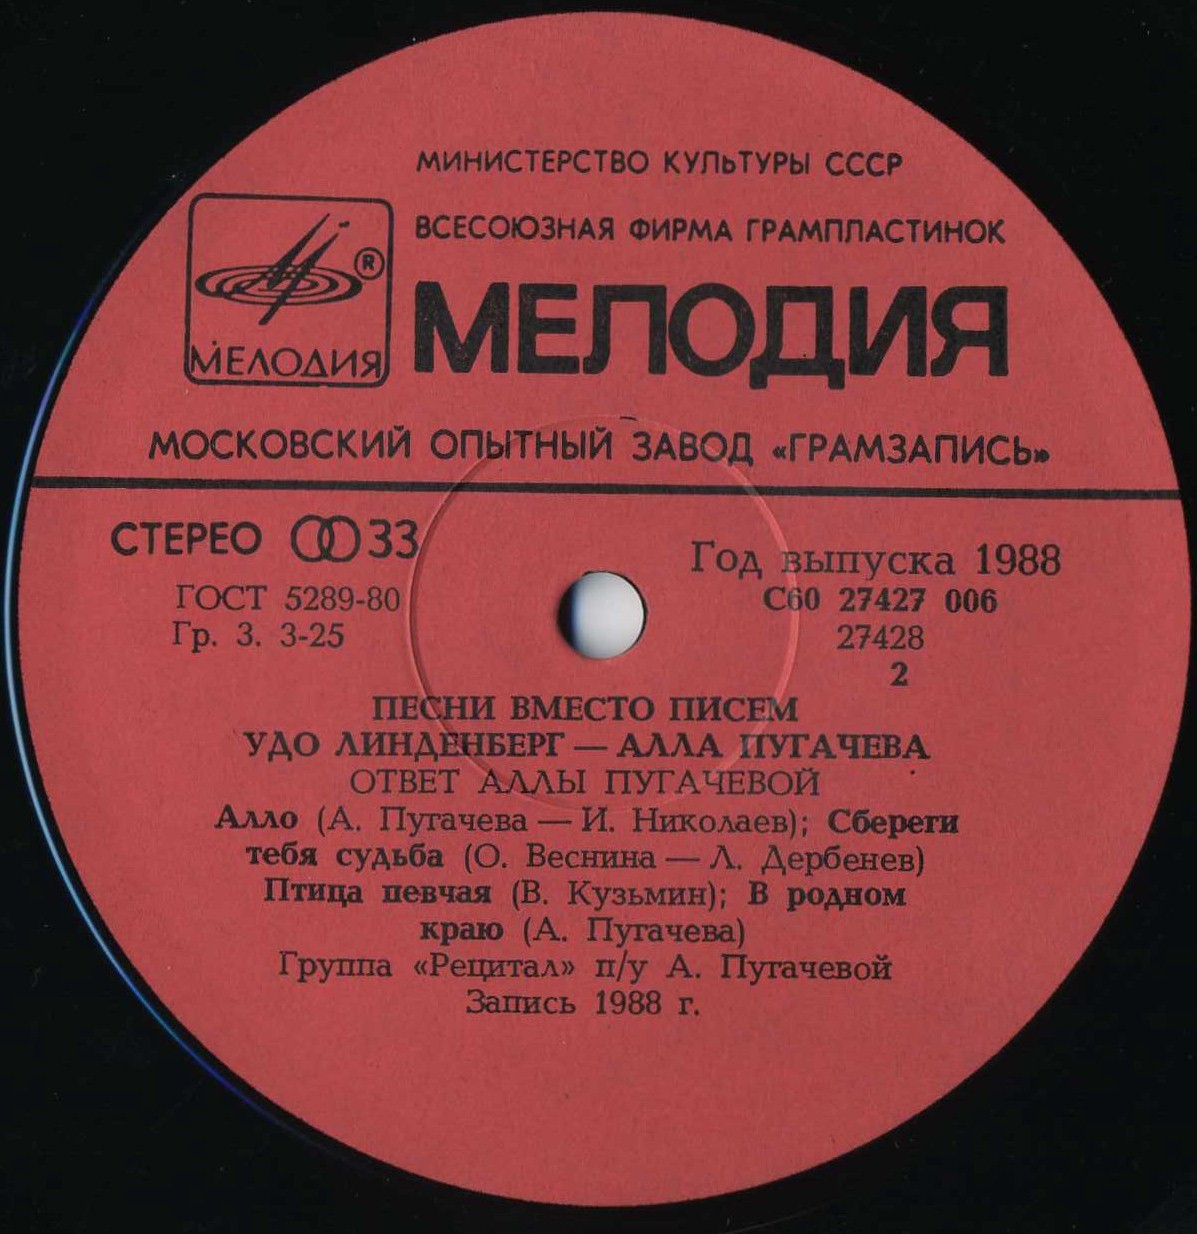 МИНИСТЕРСТВО КУЛЬТУРЫ СССР
ВСЕСОЮЗНАЯ ФИРМА ГРАМПЛАСТИНОК
®
МЕЛОДИЯ
МЕЛОДИЯ
МОСКОВСКИЙ ОПЫТНЫЙ ЗАВОД «ГРАМЗАПИСЬ»
СТЕРЕО 33
Год выпуска 1988
ГОСТ 5289-80
С60 27427 006
Гр. 3. 3-25
27428
2
ПЕСНИ ВМЕСТО ПИСЕМ
УДО ЛИНДЕНБЕРГ — АЛЛА ПУГАЧЕВА
ОТВЕТ АЛЛЫ ПУГАЧЕВОЙ
Алло (А. Пугачева — И. Николаев); Сбереги
тебя судьба (О. Веснина — Л. Дербенев)
Птица певчая (В. Кузьмин); В родном
краю (А. Пугачева)
Группа «Рецитал» п/у А. Пугачевой
Запись 1988 г.